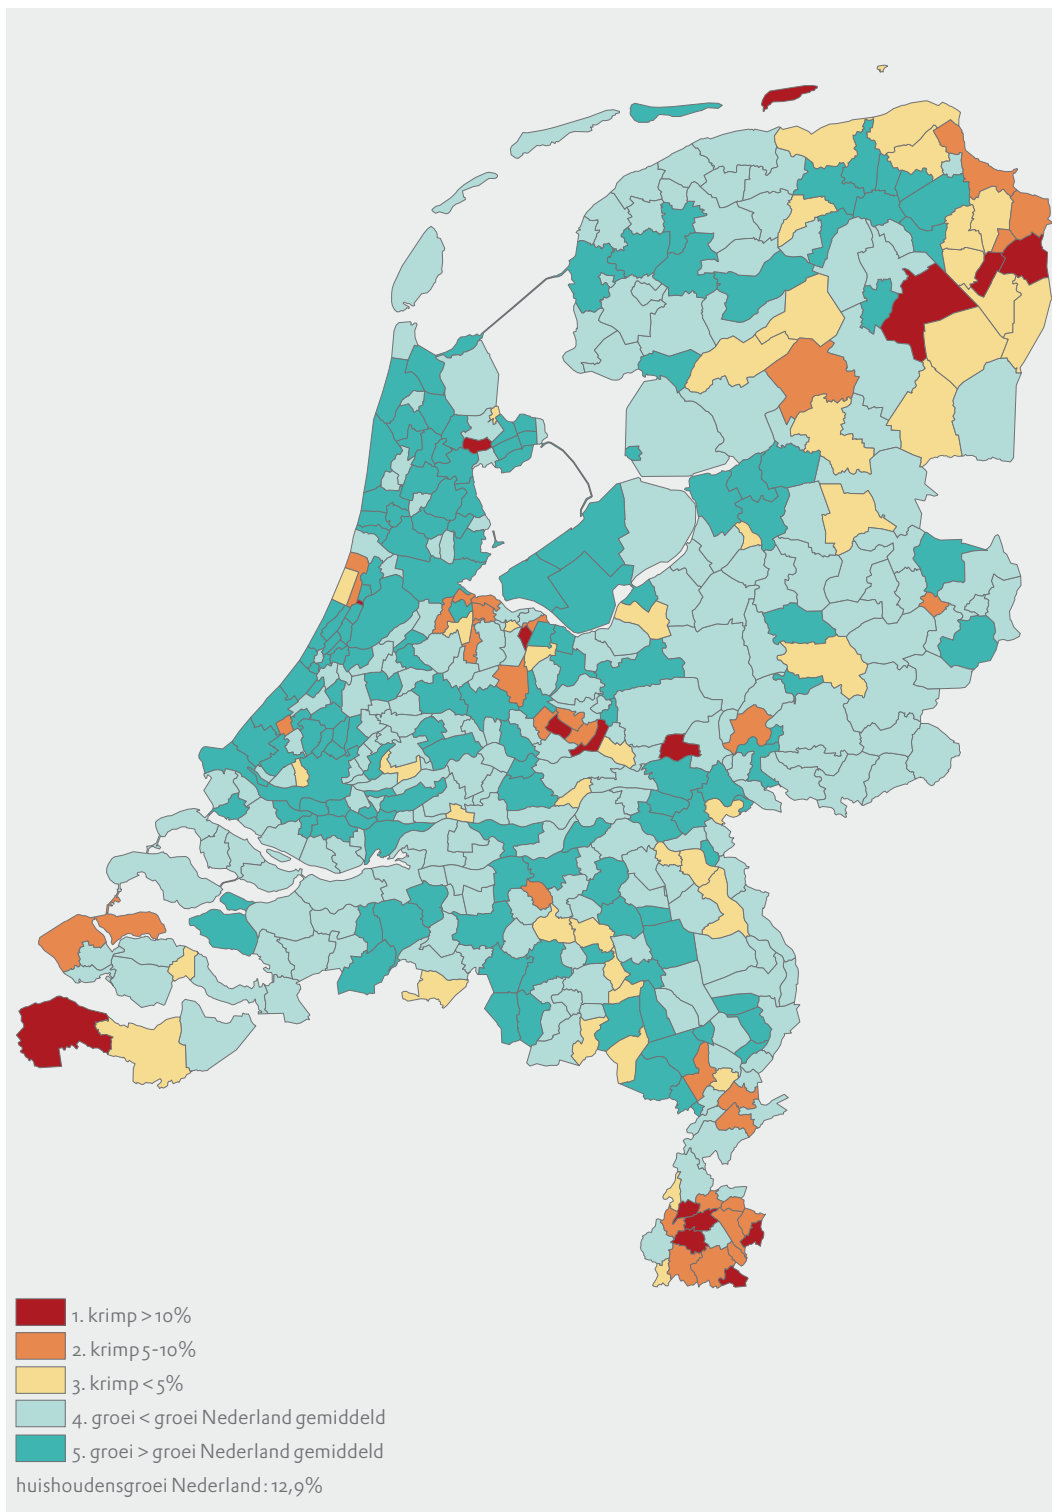 1. krimp > 10%
2. krimp 5-10%
3. krimp < 5%
4. groei < groei Nederland gemiddeld
5. groei > groei Nederland gemiddeld
huishoudensgroei Nederland: 12,9%